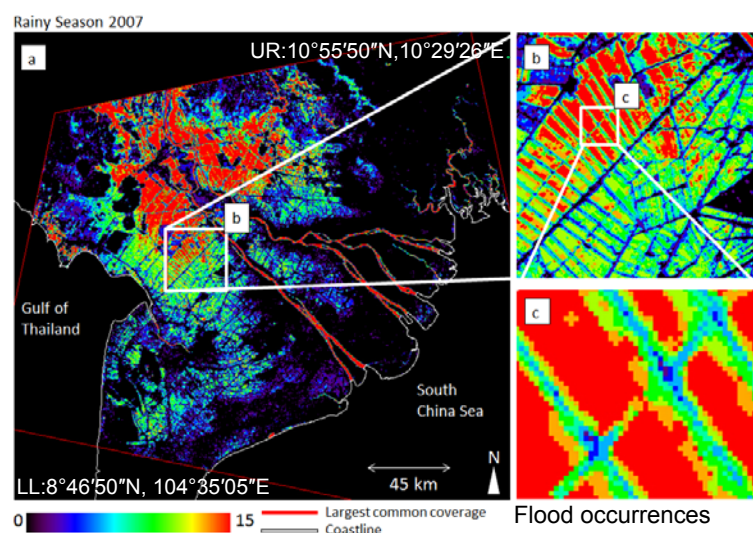 Rainy Season 2007
a
UR:10°55′50″N,10°29′26″E
b
Gulf of
Thailand
South
China Sea
N
45 km
LL:8°46′50″N, 104°35′05″E
b
c
c
0
15
Largest common coverage
Coastline
Flood occurrences